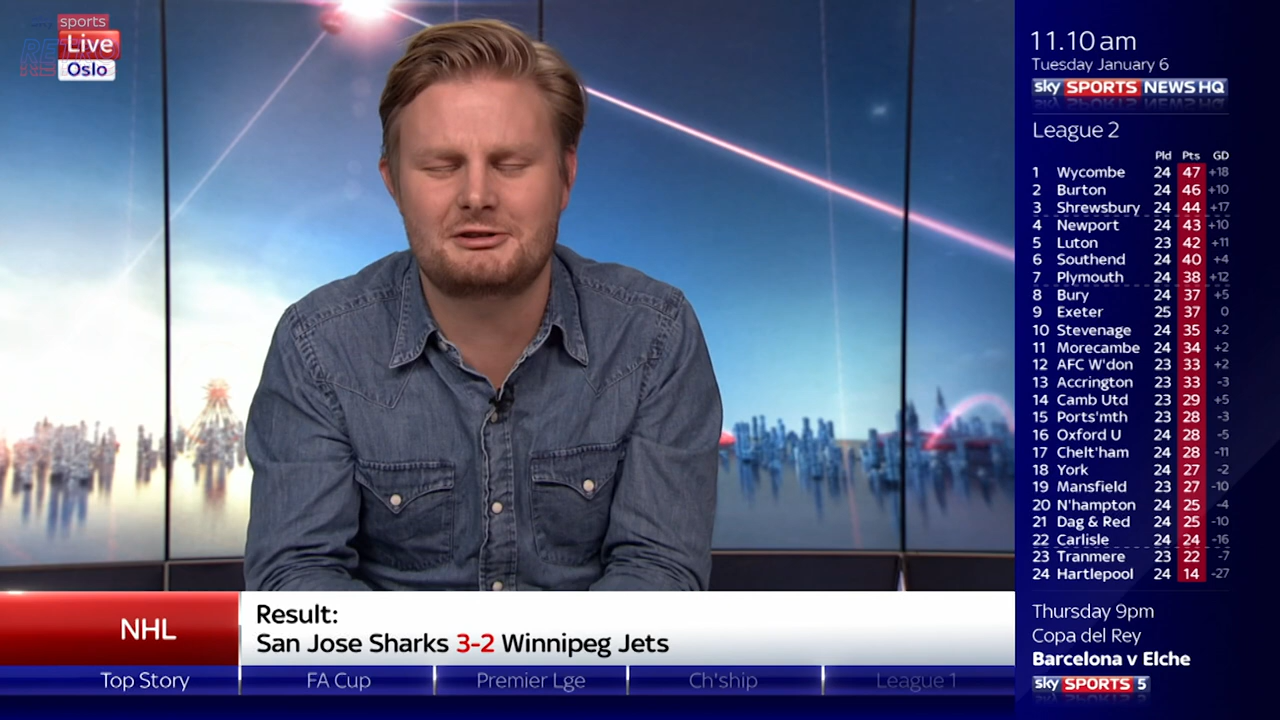 sky sports
Live
Oslo
RETRO
11.10 am
Tuesday January 6
sky SPORTS NEWS HQ
League 2
Pld Pts GD
1 Wycombe 24 47 +18
2 Burton 24 46 +10
3 Shrewsbury 24 44 +17
4 Newport 24 43 +10
5 Luton 23 42 +11
6 Southend 24 40 +4
7 Plymouth 24 38 +12
8 Bury 24 37 +5
9 Exeter 25 37 0
10 Stevenage 24 35 +2
11 Morecambe 24 34 +2
12 AFC W'don 23 33 +2
13 Accrington 23 33 -3
14 Camb Utd 23 29 +5
15 Ports'mth 23 28 -3
16 Oxford U 24 28 -5
17 Chelt'ham 24 28 -11
18 York 24 27 -2
19 Mansfield 23 27 -10
20 N'hampton 24 25 -4
21 Dag & Red 24 25 -10
22 Carlisle 24 24 -16
23 Tranmere 23 22 -7
24 Hartlepool 24 14 -27
Thursday 9pm
Copa del Rey
Barcelona v Elche
sky SPORTS 5
NHL
Result:
San Jose Sharks 3-2 Winnipeg Jets
Top Story FA Cup Premier Lge Ch'ship League 1